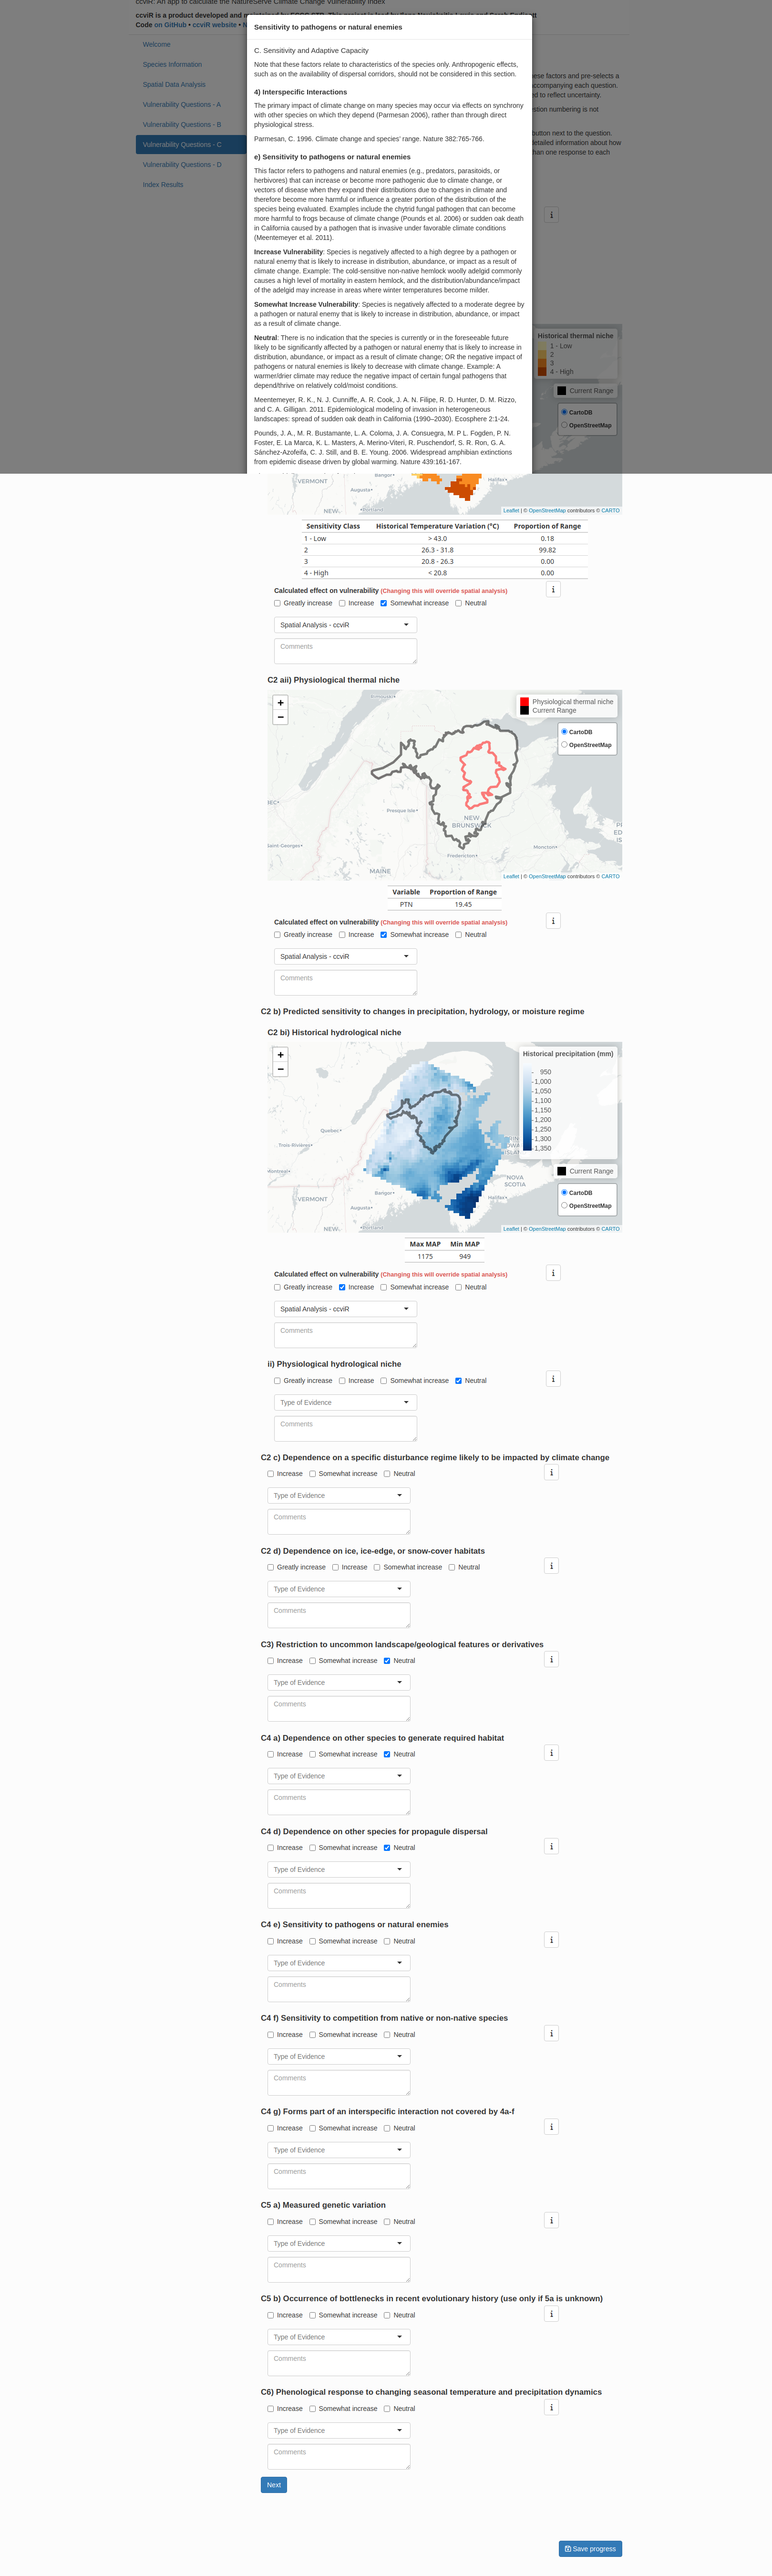 ccviR: An app to calculate the NatureServe Climate Change Vulnerability Index
Code on GitHub • ccviR website •
Welcome
Species Information
Spatial Data Analysis
Vulnerability Questions - A
Vulnerability Questions - B
Vulnerability Questions - C
Vulnerability Questions - D
Index Results
Sensitivity to pathogens or natural enemies
C. Sensitivity and Adaptive Capacity
Note that these factors relate to characteristics of the species only. Anthropogenic effects,
such as on the availability of dispersal corridors, should not be considered in this section.
4) Interspecific Interactions
The primary impact of climate change on many species may occur via effects on synchrony
with other species on which they depend (Parmesan 2006), rather than through direct
physiological stress.
Parmesan, C. 1996. Climate change and species' range. Nature 382:765-766.
e) Sensitivity to pathogens or natural enemies
This factor refers to pathogens and natural enemies (e.g., predators, parasitoids, or
herbivores) that can increase or become more pathogenic due to climate change, or
vectors of disease when they expand their distributions due to changes in climate and
therefore become more harmful or influence a greater portion of the distribution of the
species being evaluated. Examples include the chytrid fungal pathogen that can become
more harmful to frogs because of climate change (Pounds et al. 2006) or sudden oak death
in California caused by a pathogen that is invasive under favorable climate conditions
(Meentemeyer et al. 2011).
Increase Vulnerability: Species is negatively affected to a high degree by a pathogen or
natural enemy that is likely to increase in distribution, abundance, or impact as a result of
climate change. Example: The cold-sensitive non-native hemlock woolly adelgid commonly
causes a high level of mortality in eastern hemlock, and the distribution/abundance/impact
of the adelgid may increase in areas where winter temperatures become milder.
Somewhat Increase Vulnerability: Species is negatively affected to a moderate degree by
a pathogen or natural enemy that is likely to increase in distribution, abundance, or impact
as a result of climate change.
Neutral: There is no indication that the species is currently or in the foreseeable future
likely to be significantly affected by a pathogen or natural enemy that is likely to increase in
distribution, abundance, or impact as a result of climate change; OR the negative impact of
pathogens or natural enemies is likely to decrease with climate change. Example: A
warmer/drier climate may reduce the negative impact of certain fungal pathogens that
depend/thrive on relatively cold/moist conditions.
Meentemeyer, R. K., N. J. Cunniffe, A. R. Cook, J. A. N. Filipe, R. D. Hunter, D. M. Rizzo,
and C. A. Gilligan. 2011. Epidemiological modeling of invasion in heterogeneous
landscapes: spread of sudden oak death in California (1990–2030). Ecosphere 2:1-24.
Pounds, J. A., M. R. Bustamante, L. A. Coloma, J. A. Consuegra, M. P L. Fogden, P. N.
Foster, E. La Marca, K. L. Masters, A. Merino-Viteri, R. Puschendorf, S. R. Ron, G. A.
Sánchez-Azofeifa, C. J. Still, and B. E. Young. 2006. Widespread amphibian extinctions
from epidemic disease driven by global warming. Nature 439:161-167.
these factors and pre-selects a
accompanying each question.
ed to reflect uncertainty.
estion numbering is not
button next to the question.
detailed information about how
than one response to each
Historical thermal niche
1 - Low
2
3
4 - High
Current Range
CartoDB
OpenStreetMap
VERMONT
Bangor
Augusta
Portland
NEW-
Halifax
Leaflet | © OpenStreetMap contributors © CARTO
Sensitivity Class Historical Temperature Variation (°C) Proportion of Range
1 - Low > 43.0 0.18
2 26.3 - 31.8 99.82
3 20.8 - 26.3 0.00
4 - High < 20.8 0.00
Calculated effect on vulnerability (Changing this will override spatial analysis)
Greatly increase Increase Somewhat increase Neutral
Spatial Analysis - ccviR
Comments
C2 aii) Physiological thermal niche
+
−
Rimouski
Physiological thermal niche
Current Range
CartoDB
OpenStreetMap
BEC
Presque Isle
NEW
BRUNSWICK
Saint-Georges
Fredericton
Moncton
MAINE
Leaflet | © OpenStreetMap contributors © CARTO
Variable Proportion of Range
PTN 19.45
Calculated effect on vulnerability (Changing this will override spatial analysis)
Greatly increase Increase Somewhat increase Neutral
Spatial Analysis - ccviR
Comments
C2 b) Predicted sensitivity to changes in precipitation, hydrology, or moisture regime
C2 bi) Historical hydrological niche
+
−
Historical precipitation (mm)
950
1,000
1,050
1,100
1,150
1,200
1,250
1,300
1,350
Current Range
CartoDB
OpenStreetMap
Quebec
Trois-Rivières
Montreal
VERMONT
Bangor
Augusta
Portland
NEW-
NOVA
SCOTIA
Halifax
Leaflet | © OpenStreetMap contributors © CARTO
Max MAP Min MAP
1175 949
Calculated effect on vulnerability (Changing this will override spatial analysis)
Greatly increase Increase Somewhat increase Neutral
Spatial Analysis - ccviR
Comments
ii) Physiological hydrological niche
Greatly increase Increase Somewhat increase Neutral
Type of Evidence
Comments
C2 c) Dependence on a specific disturbance regime likely to be impacted by climate change
Increase Somewhat increase Neutral
Type of Evidence
Comments
C2 d) Dependence on ice, ice-edge, or snow-cover habitats
Greatly increase Increase Somewhat increase Neutral
Type of Evidence
Comments
C3) Restriction to uncommon landscape/geological features or derivatives
Increase Somewhat increase Neutral
Type of Evidence
Comments
C4 a) Dependence on other species to generate required habitat
Increase Somewhat increase Neutral
Type of Evidence
Comments
C4 d) Dependence on other species for propagule dispersal
Increase Somewhat increase Neutral
Type of Evidence
Comments
C4 e) Sensitivity to pathogens or natural enemies
Increase Somewhat increase Neutral
Type of Evidence
Comments
C4 f) Sensitivity to competition from native or non-native species
Increase Somewhat increase Neutral
Type of Evidence
Comments
C4 g) Forms part of an interspecific interaction not covered by 4a-f
Increase Somewhat increase Neutral
Type of Evidence
Comments
C5 a) Measured genetic variation
Increase Somewhat increase Neutral
Type of Evidence
Comments
C5 b) Occurrence of bottlenecks in recent evolutionary history (use only if 5a is unknown)
Increase Somewhat increase Neutral
Type of Evidence
Comments
C6) Phenological response to changing seasonal temperature and precipitation dynamics
Increase Somewhat increase Neutral
Type of Evidence
Comments
Next
Save progress